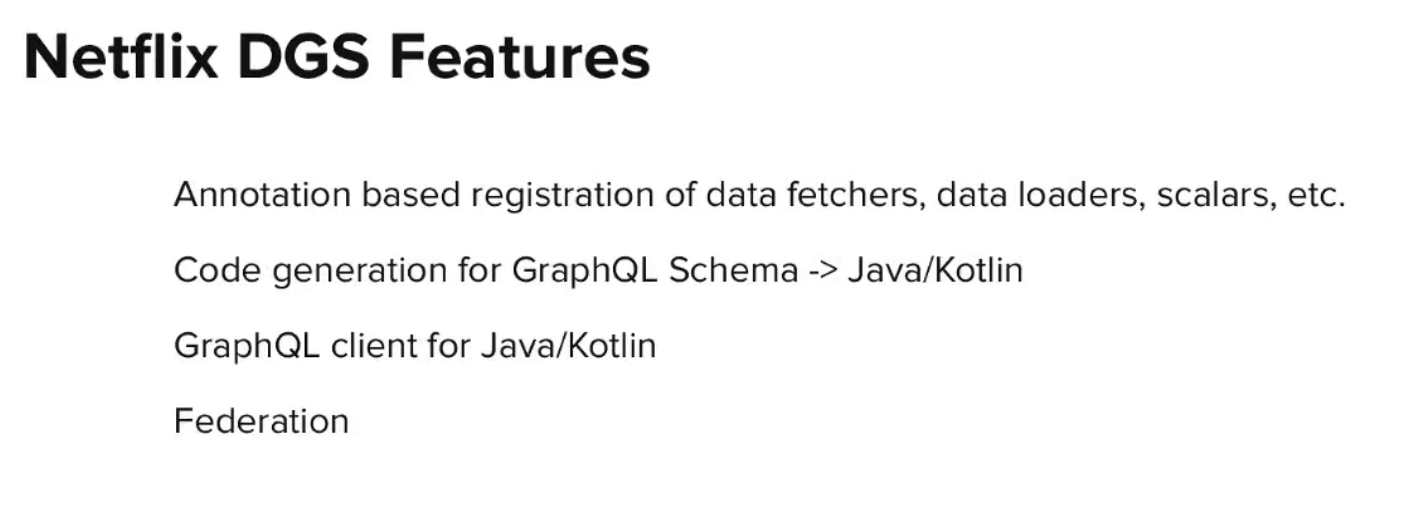 Netflix DGS Features
Annotation based registration of data fetchers, data loaders, scalars, etc.
Code generation for GraphQL Schema -> Java/Kotlin
GraphQL client for Java/Kotlin
Federation